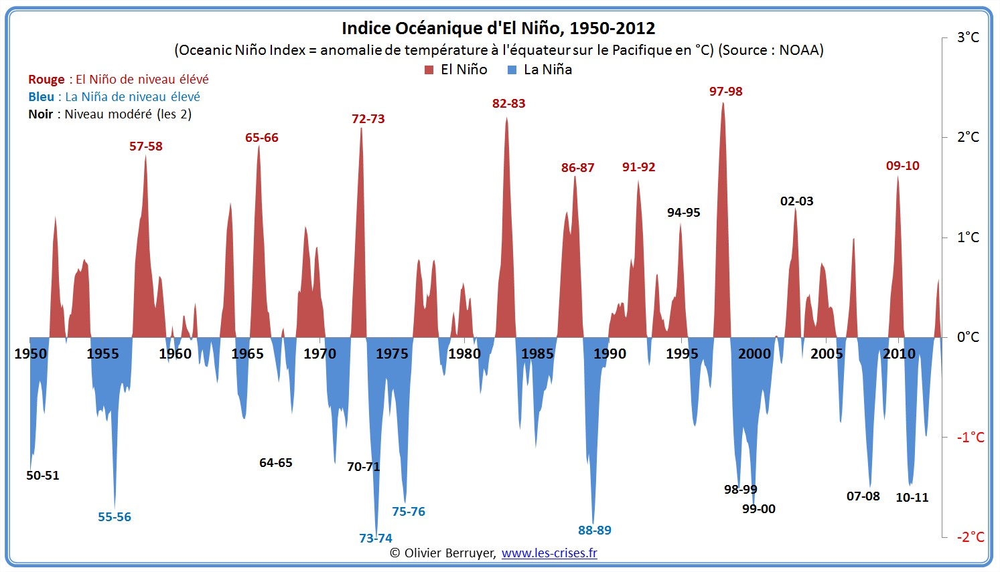 Indice Océanique d'El Niño, 1950-2012
(Oceanic Niño Index = anomalie de température à l'équateur sur le Pacifique en °C) (Source : NOAA)
El Niño La Niña
Rouge : El Niño de niveau élévé
Bleu : La Niña de niveau élevé
Noir : Niveau modéré (les 2)
3°C
2°C
1°C
0°C
-1°C
-2°C
97-98
82-83
72-73
65-66
57-58
86-87
91-92
09-10
02-03
94-95
1950 1955 1960 1965 1970 1975 1980 1985 1990 1995 2000 2005 2010
64-65
70-71
50-51
98-99
07-08
10-11
99-00
75-76
55-56
88-89
73-74
© Olivier Berruyer, www.les-crises.fr